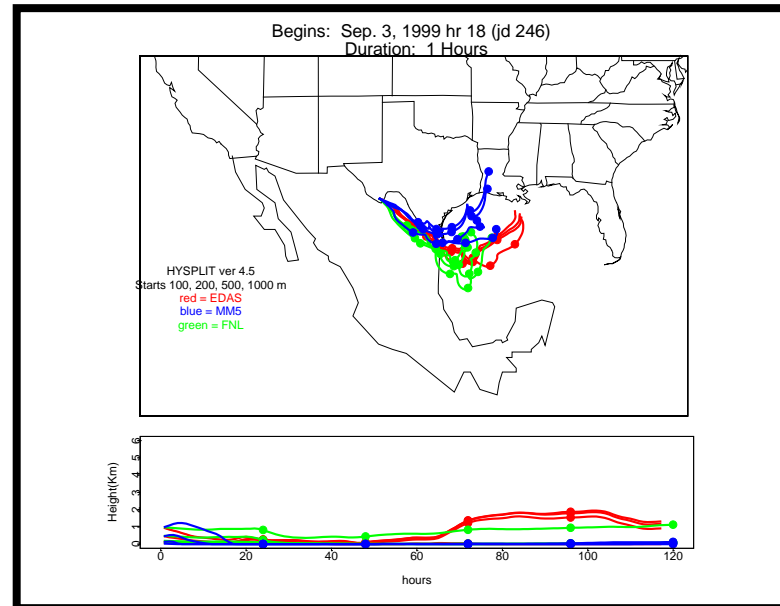 Begins: Sep. 3, 1999 hr 18 (jd 246)
Duration: 1 Hours
HYSPLIT ver 4.5
Starts 100, 200, 500, 1000 m
red = EDAS
blue = MM5
green = FNL
Height(Km)
6
5
4
3
2
1
0
0 20 40 60 80 100 120
hours